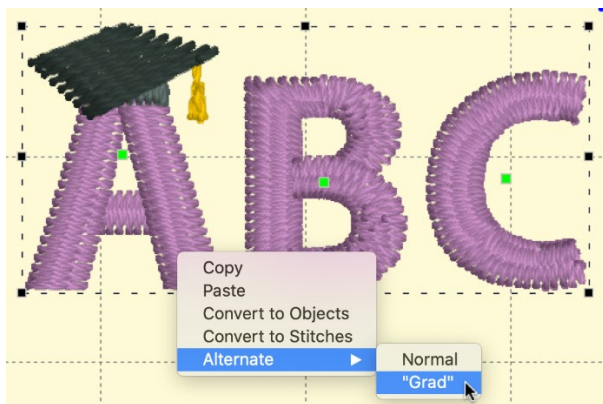 ABC
Copy
Paste
Convert to Objects
Convert to Stitches
Alternate
Normal
"Grad"